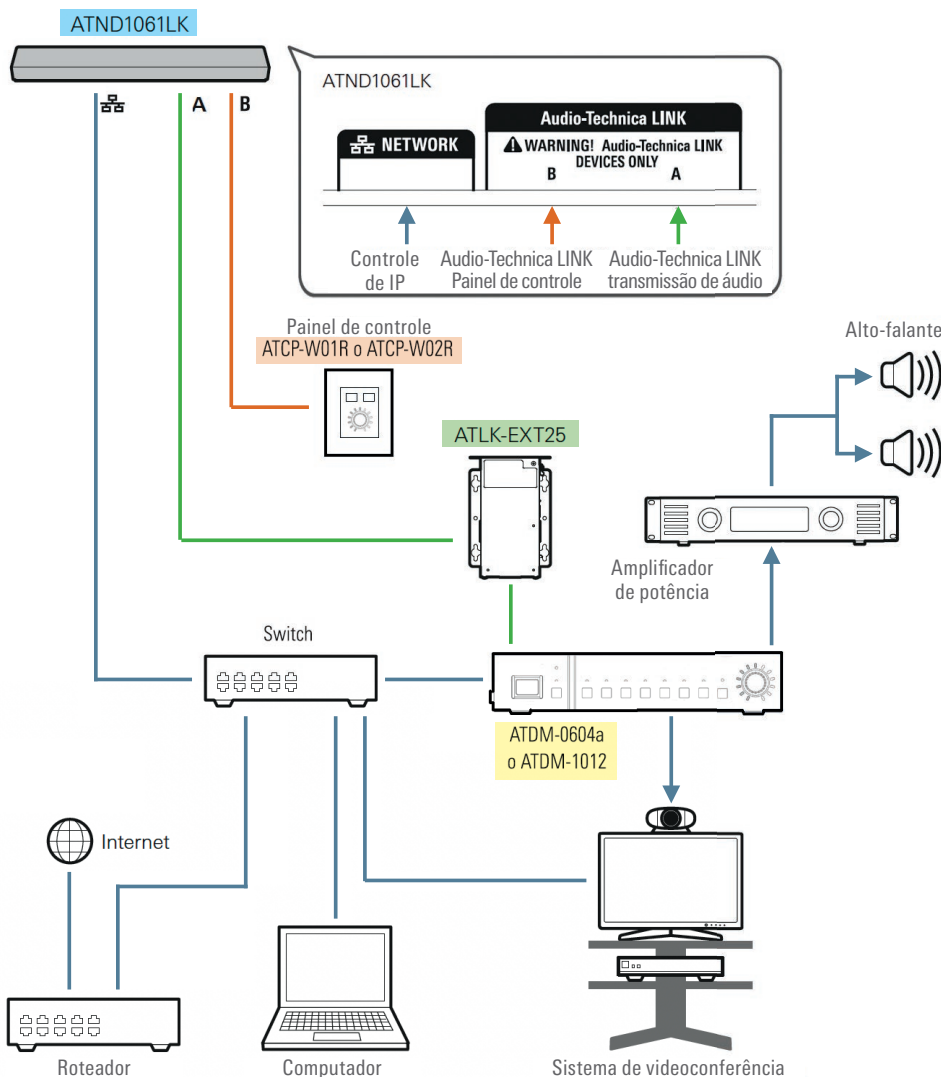 ATND1061LK
A
B
ATND1061LK
NETWORK
Audio-Technica LINK
WARNING! Audio-Technica LINK
DEVICES ONLY
B
A
Controle
de IP
Audio-Technica LINK
Painel de controle
Audio-Technica LINK
transmissão de áudio
Painel de controle
ATCP-W01R o ATCP-W02R
Alto-falante
ATLK-EXT25
Amplificador
de potência
Switch
ATDM-0604a
o ATDM-1012
Internet
Roteador
Computador
Sistema de videoconferência